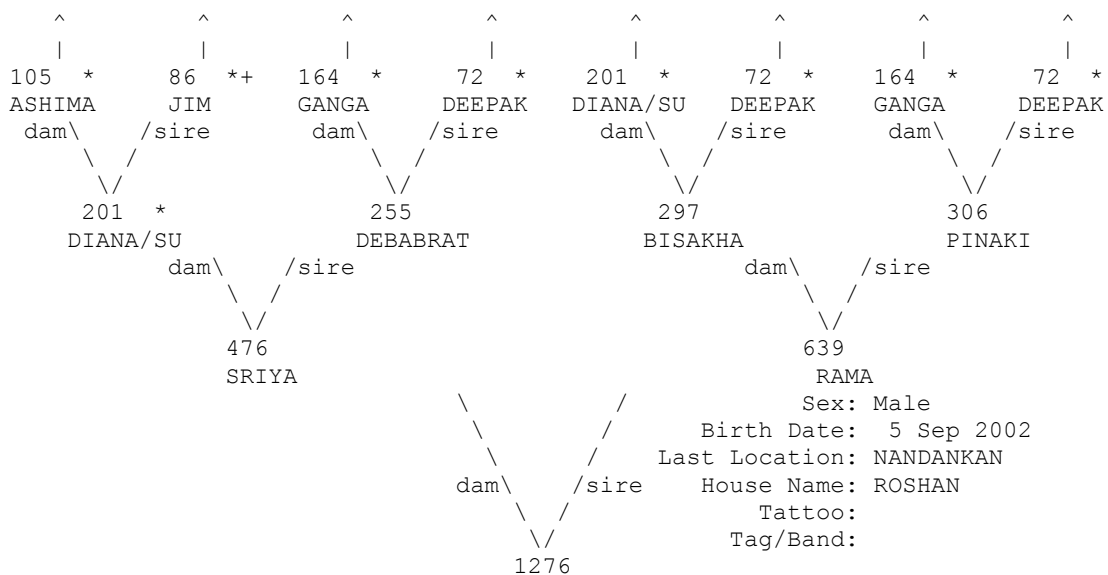 ^ ^ ^ ^ ^ ^ ^ ^
| | | | | | | |
105 * 86 *+ 164 * 72 * 201 * 72 * 164 * 72 *
ASHIMA JIM GANGA DEEPAK DIANA/SU DEEPAK GANGA DEEPAK
dam\ /sire dam\ /sire dam\ /sire dam\ /sire
\ / \ / \ / \ /
\/ \/ \/ \/
201 * 255 297 306
DIANA/SU DEBABRAT BISAKHA PINAKI
dam\ /sire dam\ /sire
\ / \ /
\/ \/
476 639
SRIYA RAMA
\ / Sex: Male
\ / Birth Date: 5 Sep 2002
\ / Last Location: NANDANKAN
dam\ /sire House Name: ROSHAN
\ / Tattoo:
\/ Tag/Band:
1276